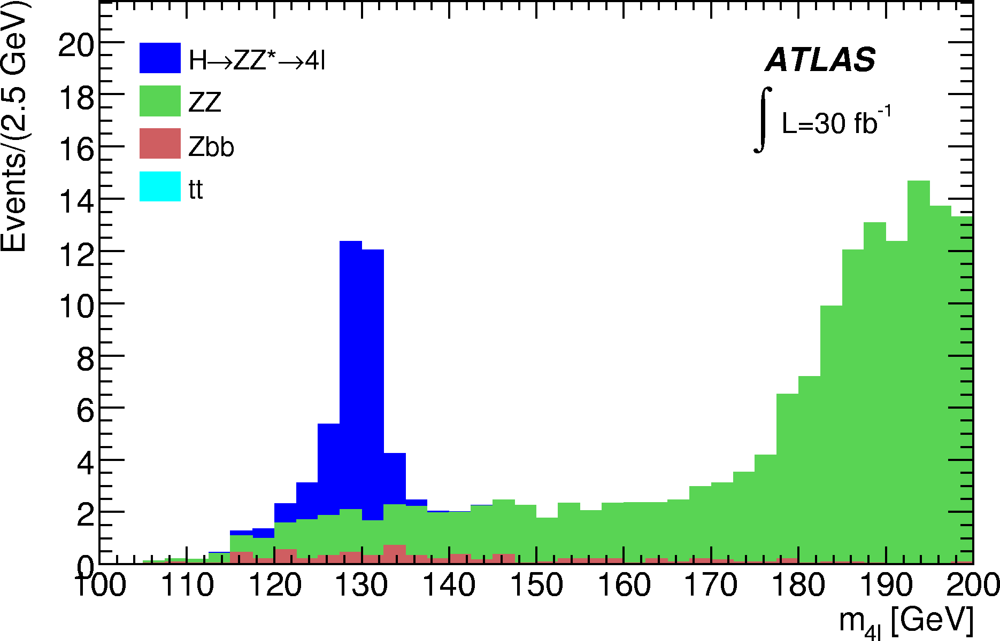 Events/(2.5 GeV)
20
18
16
14
12
10
8
6
4
2
0
H→ZZ*→4l
ZZ
Zbb
tt
ATLAS
∫ L=30 fb⁻¹
100 110 120 130 140 150 160 170 180 190 200
m₄ₗ [GeV]